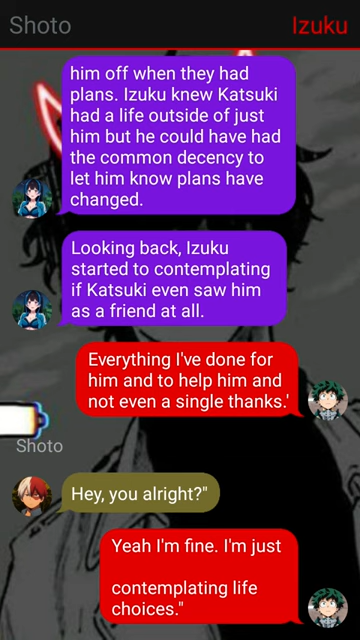 Shoto
Izuku
him off when they had
plans. Izuku knew Katsuki
had a life outside of just
him but he could have had
the common decency to
let him know plans have
changed.
Looking back, Izuku
started to contemplating
if Katsuki even saw him
as a friend at all.
Everything I've done for
him and to help him and
not even a single thanks.'
Shoto
Hey, you alright?"
Yeah I'm fine. I'm just
contemplating life
choices."